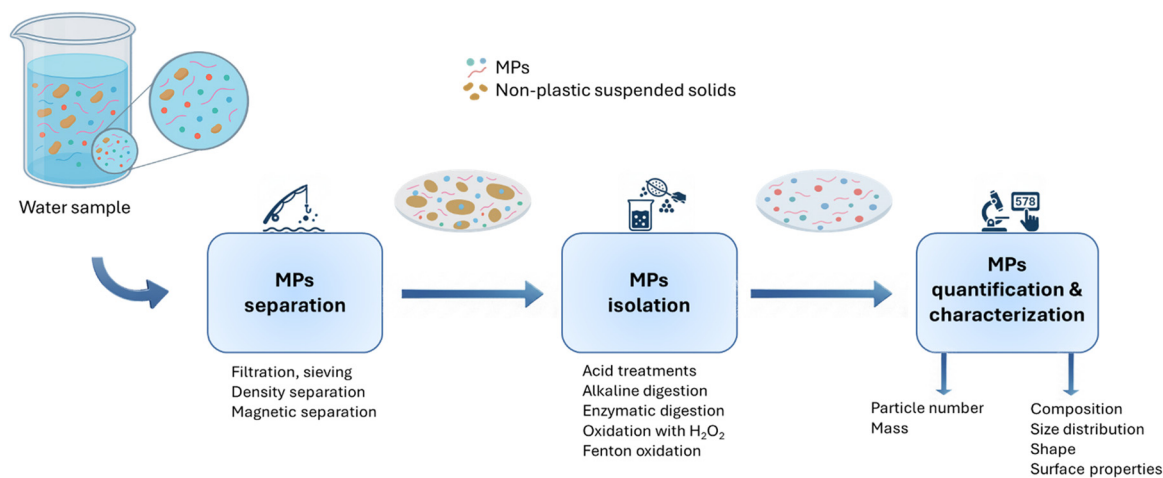 MPs
Non-plastic suspended solids
Water sample
MPs
separation
Filtration, sieving
Density separation
Magnetic separation
MPs
isolation
Acid treatments
Alkaline digestion
Enzymatic digestion
Oxidation with H₂O₂
Fenton oxidation
578
MPs
quantification &
characterization
Particle number
Mass
Composition
Size distribution
Shape
Surface properties